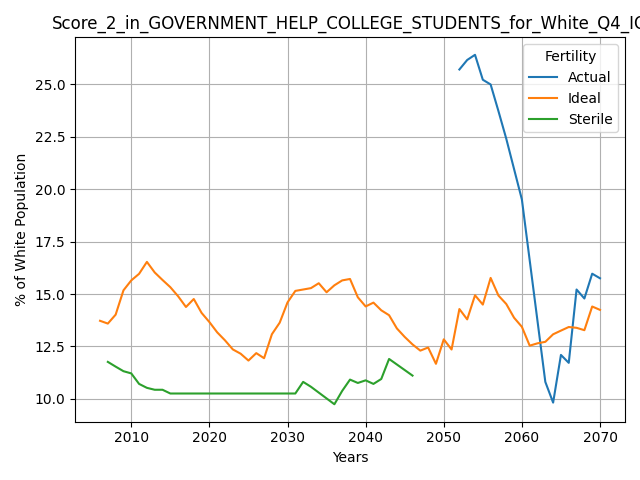 Score_2_in_GOVERNMENT_HELP_COLLEGE_STUDENTS_for_White_Q4_IQ
Fertility
Actual
Ideal
Sterile
% of White Population
25.0
22.5
20.0
17.5
15.0
12.5
10.0
2010 2020 2030 2040 2050 2060 2070
Years